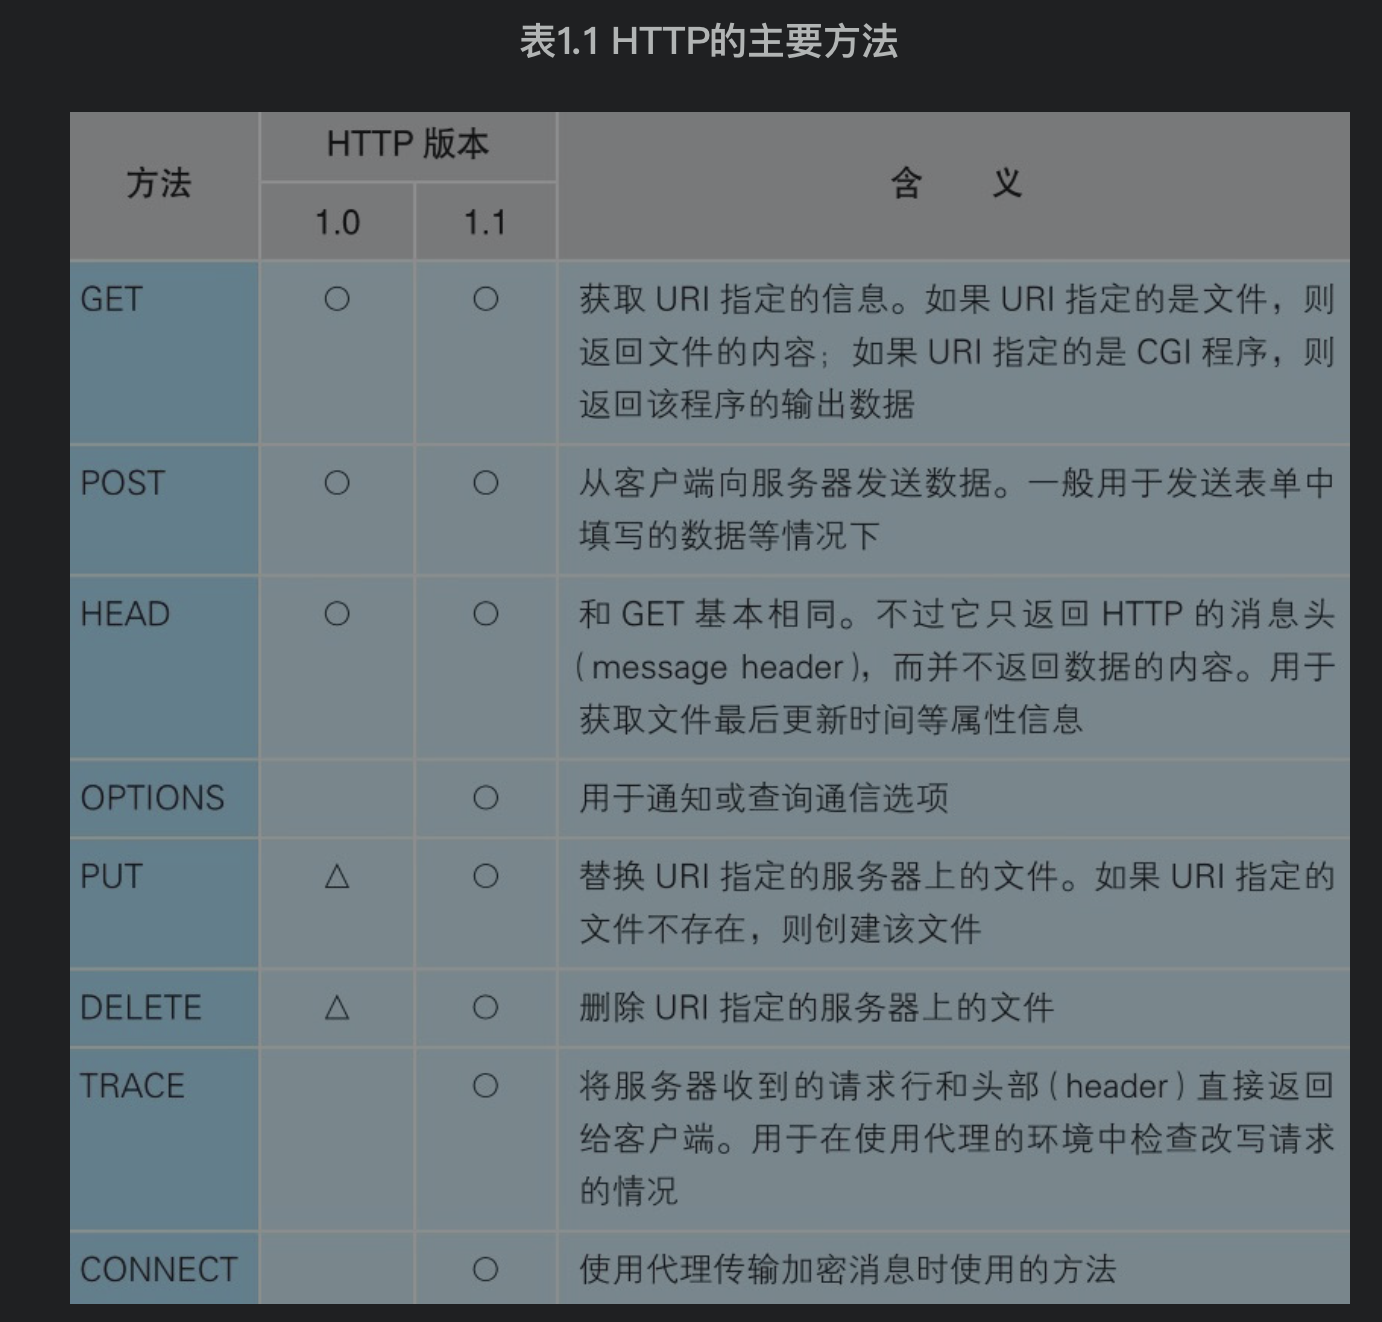 表1.1 HTTP的主要方法
方法
HTTP 版本
含 义
1.0
1.1
GET
○
○
获取 URI 指定的信息。如果 URI 指定的是文件，则
返回文件的内容；如果 URI 指定的是 CGI 程序，则
返回该程序的输出数据
POST
○
○
从客户端向服务器发送数据。一般用于发送表单中
填写的数据等情况下
HEAD
○
○
和 GET 基本相同。不过它只返回 HTTP 的消息头
(message header)，而并不返回数据的内容。用于
获取文件最后更新时间等属性信息
OPTIONS
○
用于通知或查询通信选项
PUT
△
○
替换 URI 指定的服务器上的文件。如果 URI 指定的
文件不存在，则创建该文件
DELETE
△
○
删除 URI 指定的服务器上的文件
TRACE
○
将服务器收到的请求行和头部(header)直接返回
给客户端。用于在使用代理的环境中检查改写请求
的情况
CONNECT
○
使用代理传输加密消息时使用的方法